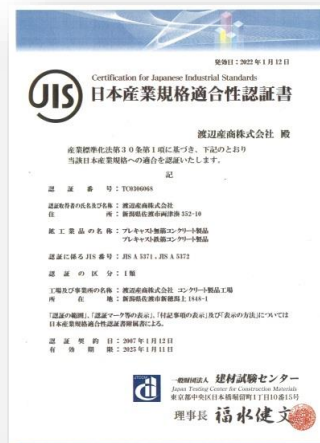 発効日：2022年1月12日
JIS
Certification for Japanese Industrial Standards
日本産業規格適合性認証書
渡辺産商株式会社 殿
産業標準化法第30条第1項に基づき、下記のとおり
当該日本産業規格への適合を認証いたします。
記
認証番号：TC0306068
認証取得者の氏名及び名称：渡辺産商株式会社
住所：新潟県佐渡市両津湊352-10
鉱工業品の名称：プレキャスト無筋コンクリート製品
プレキャスト鉄筋コンクリート製品
認証に係るJIS番号：JIS A 5371、JIS A 5372
認証の区分：Ⅰ類
工場及び事業所の名称：渡辺産商株式会社 コンクリート製品工場
所在地：新潟県佐渡市新穂潟上1848-1
「認証の範囲」、「認証マーク等の表示」、「付記事項の表示」及び「表示の方法」については
日本産業規格適合性認証書附属書による。
認証契約日：2007年1月12日
有効期限：2025年1月11日
一般財団法人 建材試験センター
Japan Testing Center for Construction Materials
東京都中央区日本橋堀留町1丁目10番15号
理事長 福水健文